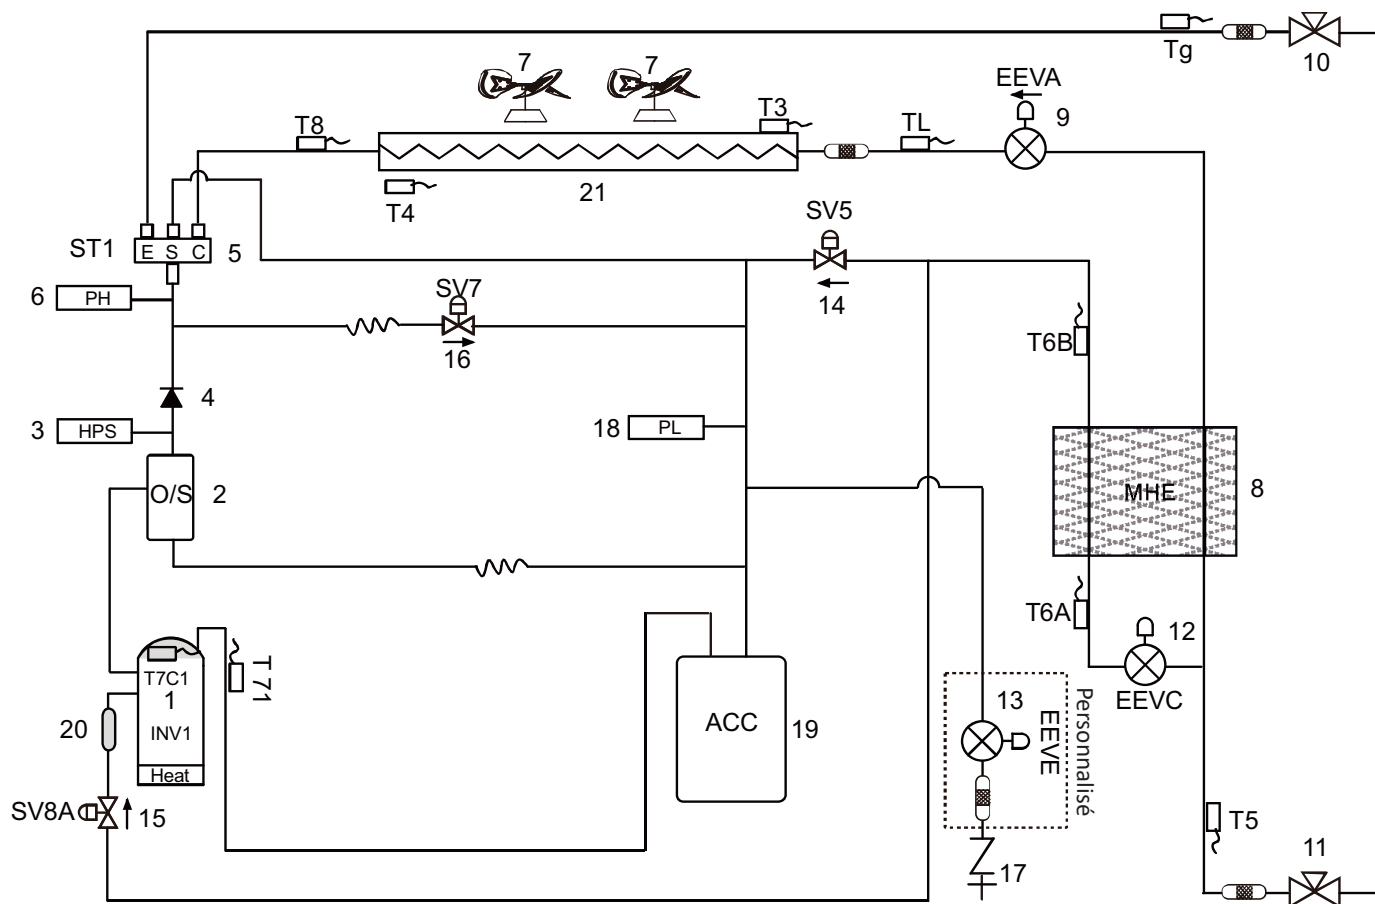 Tg
10
7
7
EEVA
9
T8
T3
TL
T4
21
ST1
E S C
5
SV5
14
6
PH
SV7
16
T6B
4
3
HPS
18
PL
O/S
2
MHE
8
T6A
12
EEVC
T7C1
1
INV1
Heat
T71
20
SV8A
15
ACC
19
13
EEVE
Personnalisé
17
T5
11